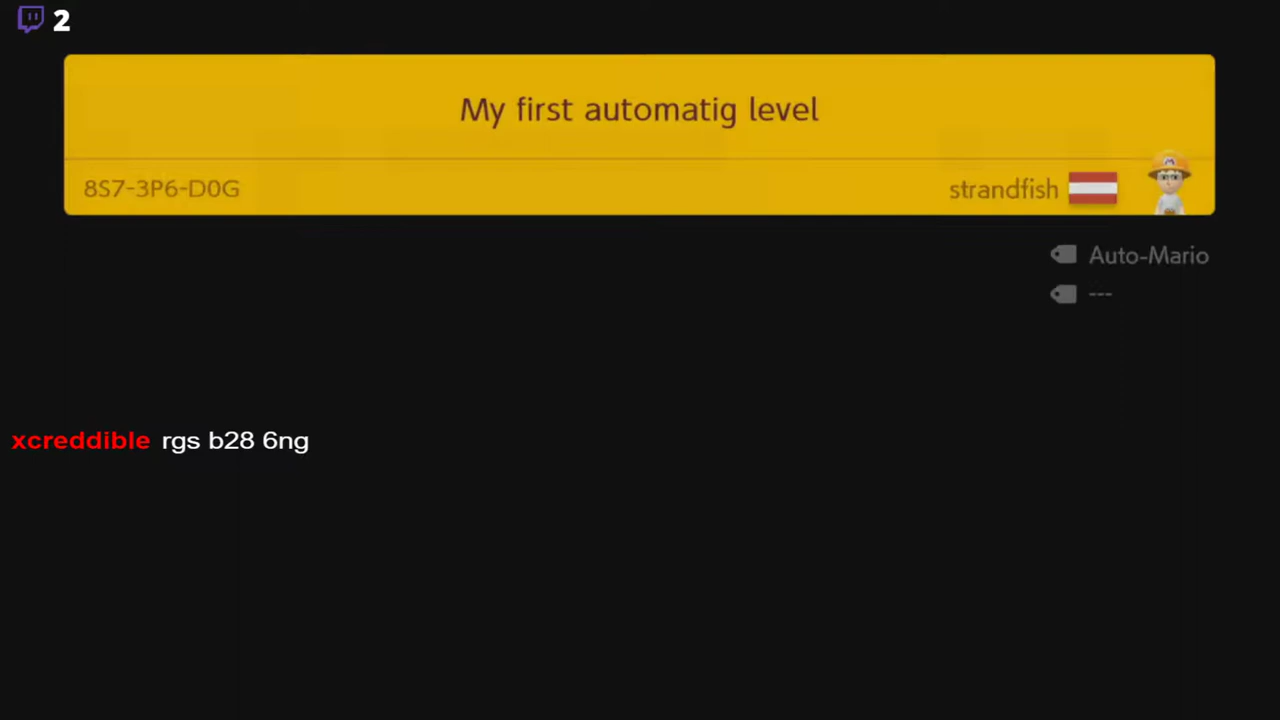 2
My first automatig level
8S7-3P6-D0G
strandfish
Auto-Mario
---
xcreddible rgs b28 6ng